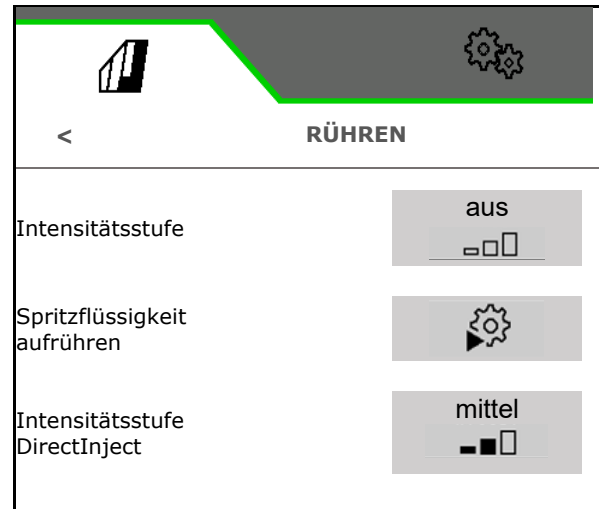 <
RÜHREN
Intensitätsstufe
aus
Spritzflüssigkeit
aufrühren
Intensitätsstufe
DirectInject
mittel